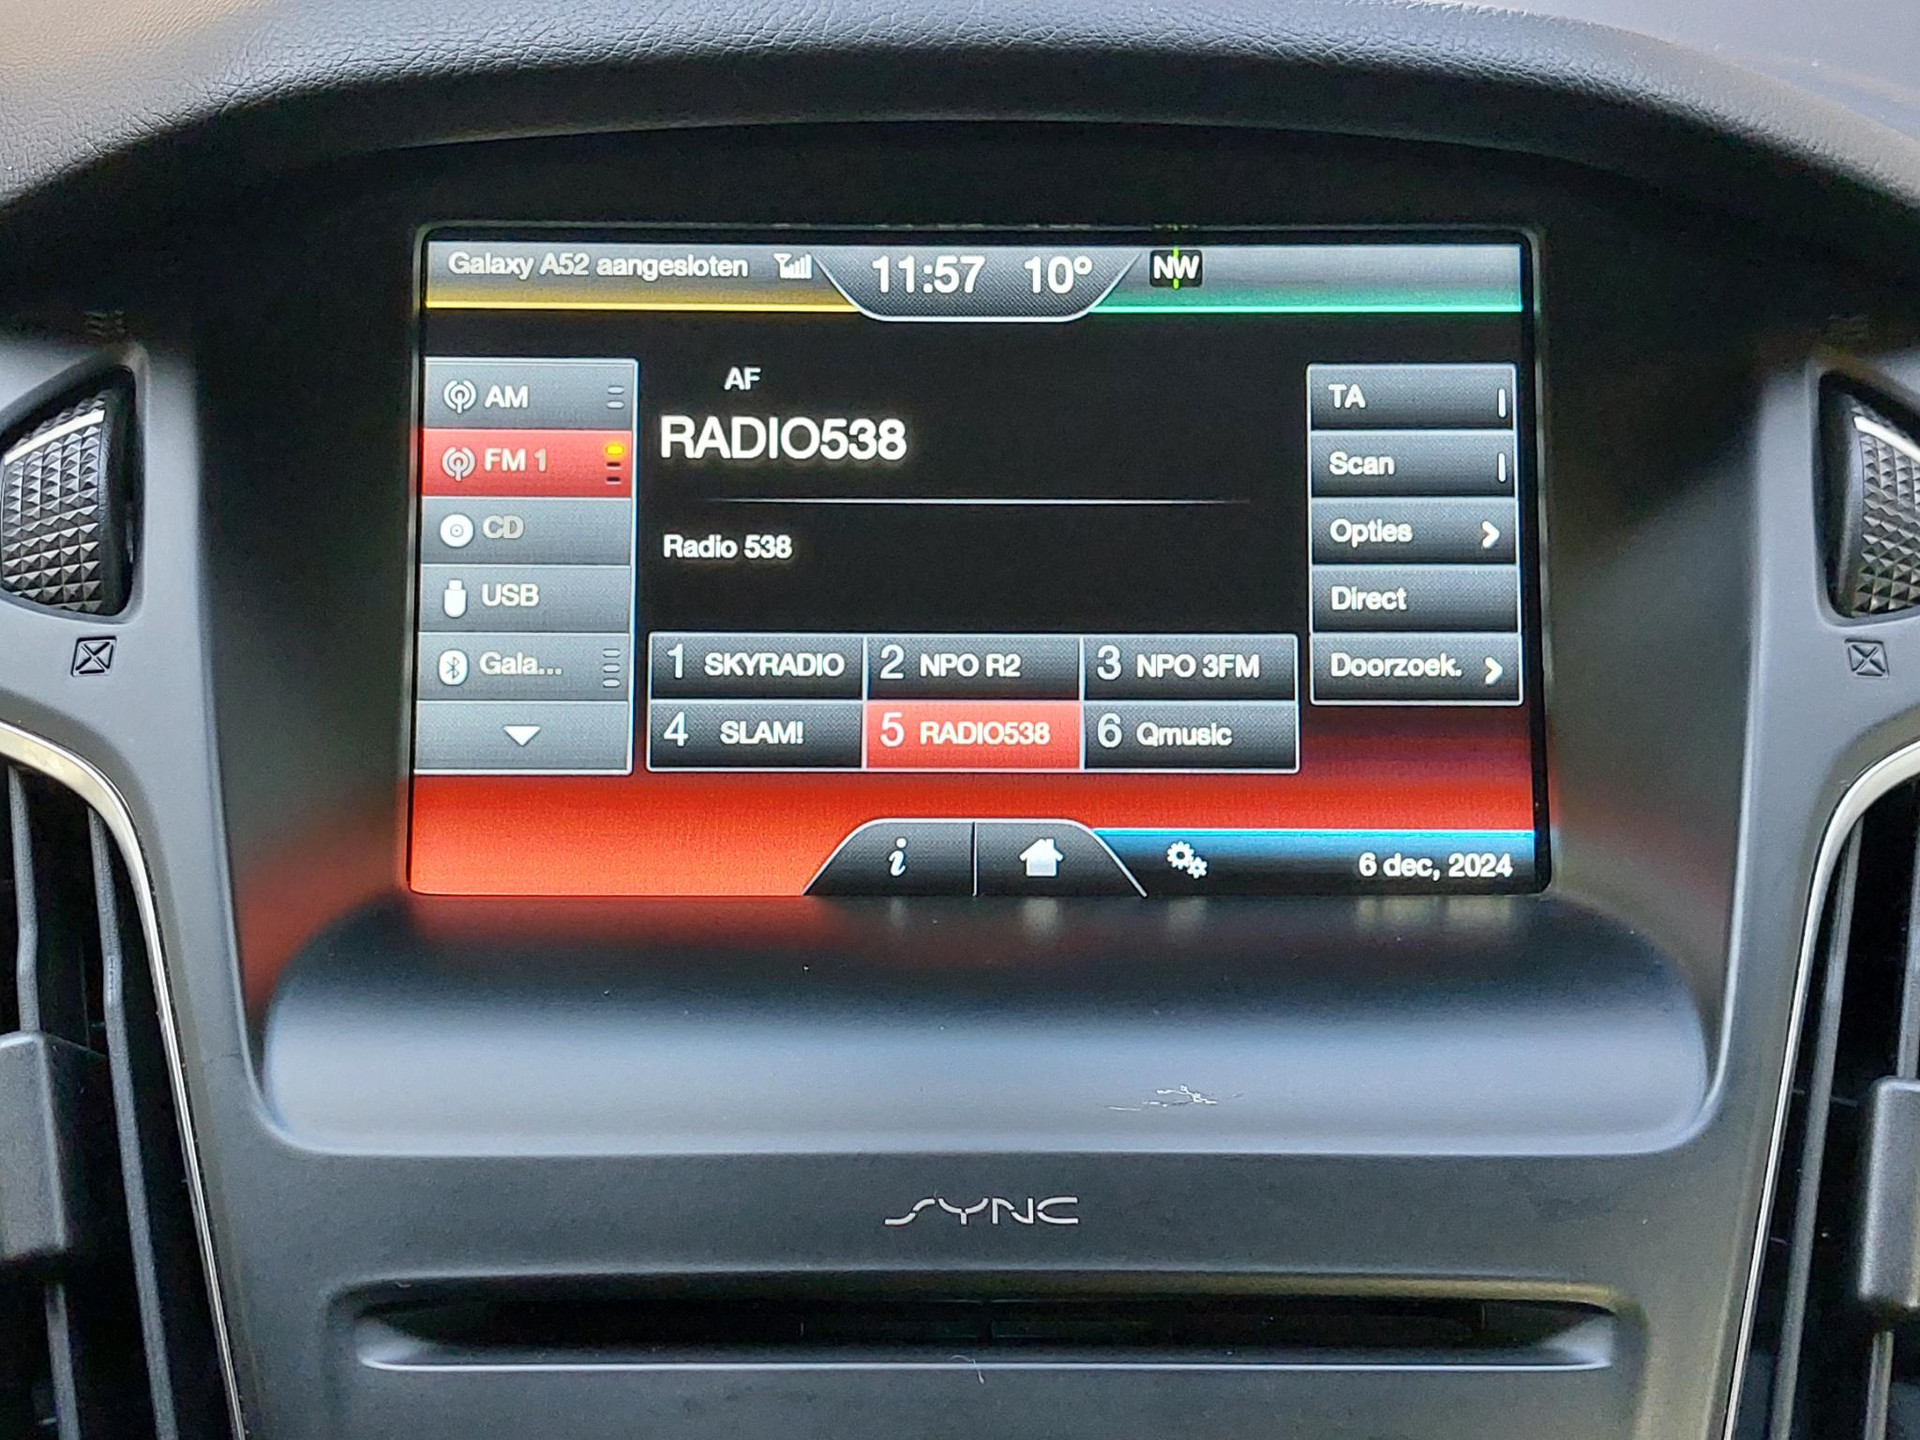 Galaxy A52 aangesloten
11:57 10°
NW
AM
FM 1
CD
USB
Gala...
AF
RADIO538
Radio 538
1 SKYRADIO
2 NPO R2
3 NPO 3FM
4 SLAM!
5 RADIO538
6 Qmusic
TA
Scan
Opties
Direct
Doorzoek.
i
6 dec, 2024
SYNC